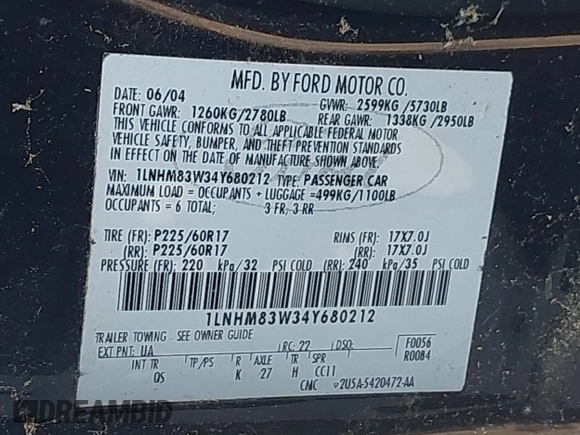 MFD. BY FORD MOTOR CO.
DATE: 06/04 GVWR: 2599KG /5730LB
FRONT GAWR: 1260KG/2780LB REAR GAWR: 1338KG/2950LB
THIS VEHICLE CONFORMS TO ALL APPLICABLE FEDERAL MOTOR
VEHICLE SAFETY, BUMPER, AND THEFT PREVENTION STANDARDS
IN EFFECT ON THE DATE OF MANUFACTURE SHOWN ABOVE.
VIN: 1LNHM83W34Y680212 TYPE: PASSENGER CAR
MAXIMUM LOAD = OCCUPANTS + LUGGAGE =499KG/1100LB
OCCUPANTS = 6 TOTAL; 3 FR, 3 RR
TIRE (FR): P225/60R17 RIMS (FR): 17X7.0J
(RR): P225/60R17 (RR): 17X7.0J
PRESSURE (FR): 220 kPa/32 PSI COLD (RR): 240 kPa/35 PSI COLD
1LNHM83W34Y680212
TRAILER TOWING - SEE OWNER GUIDE
EXT PNT: UA RC: 22 DSO: F0056
INT TR TP/PS R AXLE TR SPR R0084
QS K 27 H CC11
CMC v2U5A-5420472-AA
DREAMBID